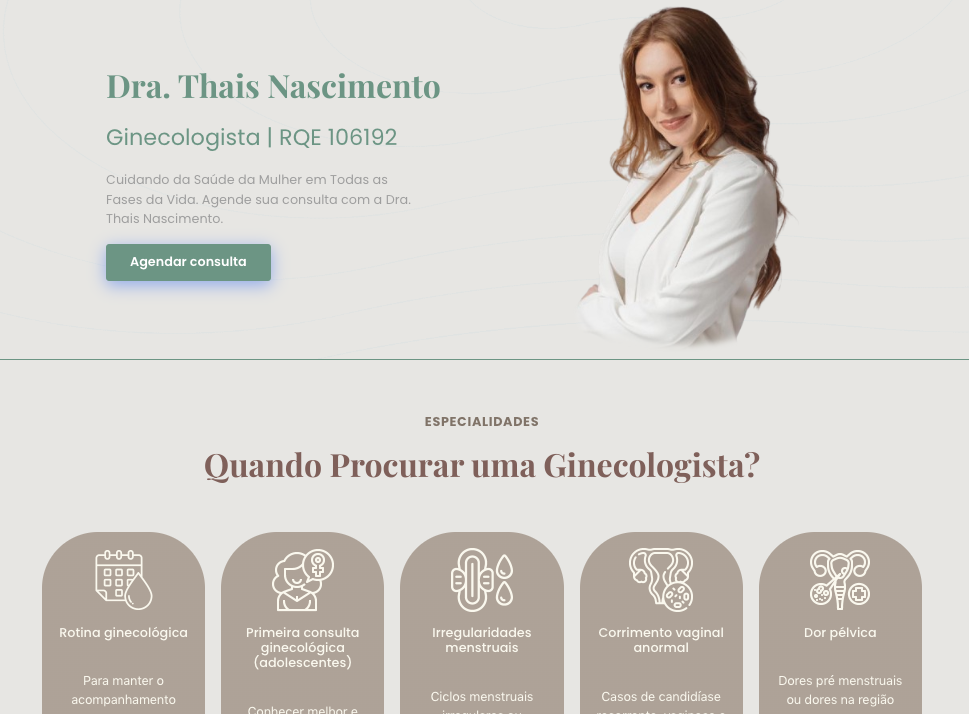 Dra. Thais Nascimento
Ginecologista | RQE 106192
Cuidando da Saúde da Mulher em Todas as
Fases da Vida. Agende sua consulta com a Dra.
Thais Nascimento.
Agendar consulta
ESPECIALIDADES
Quando Procurar uma Ginecologista?
Rotina ginecológica
Para manter o
acompanhamento
Primeira consulta
ginecológica
(adolescentes)
Conhecer melhor e
Irregularidades
menstruais
Ciclos menstruais
irregulares ou
Corrimento vaginal
anormal
Casos de candidíase
Dor pélvica
Dores pré menstruais
ou dores na região